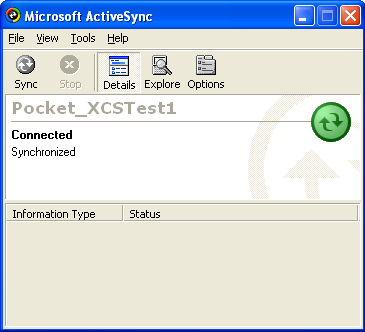 Microsoft ActiveSync
File View Tools Help
Sync Stop Details Explore Options
Pocket_XCSTest1
Connected
Synchronized
Information Type Status